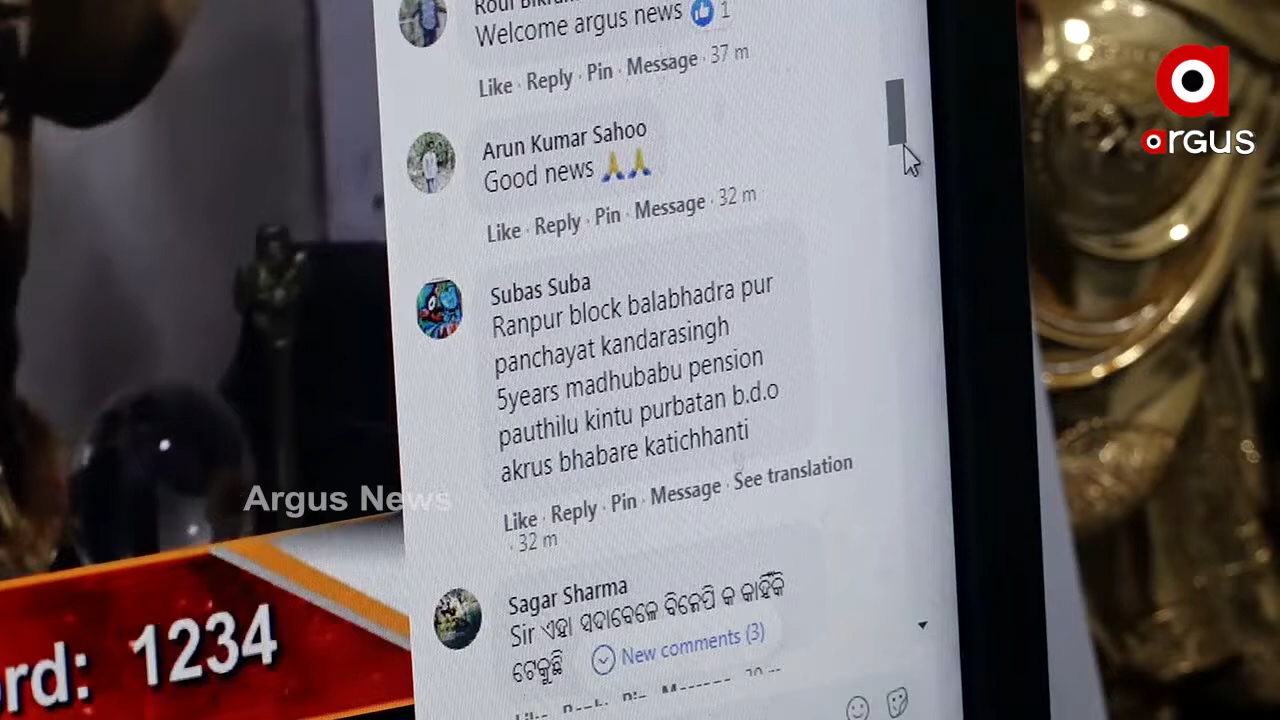 Welcome argus news 1
Like · Reply · Pin · Message · 37 m
argus
Arun Kumar Sahoo
Good news 🙏🙏
Like · Reply · Pin · Message · 32 m
Subas Suba
Ranpur block balabhadra pur
panchayat kandarasingh
5years madhubabu pension
pauthilu kintu purbatan b.d.o
akrus bhabare katichhanti
Like · Reply · Pin · Message · See translation
· 32 m
Argus News
Sagar Sharma
Sir ଏହା ସଦାବେଳେ ବିଜେପି କ କାହିଁକି
ଟେକୁଛି
New comments (3)
ord: 1234